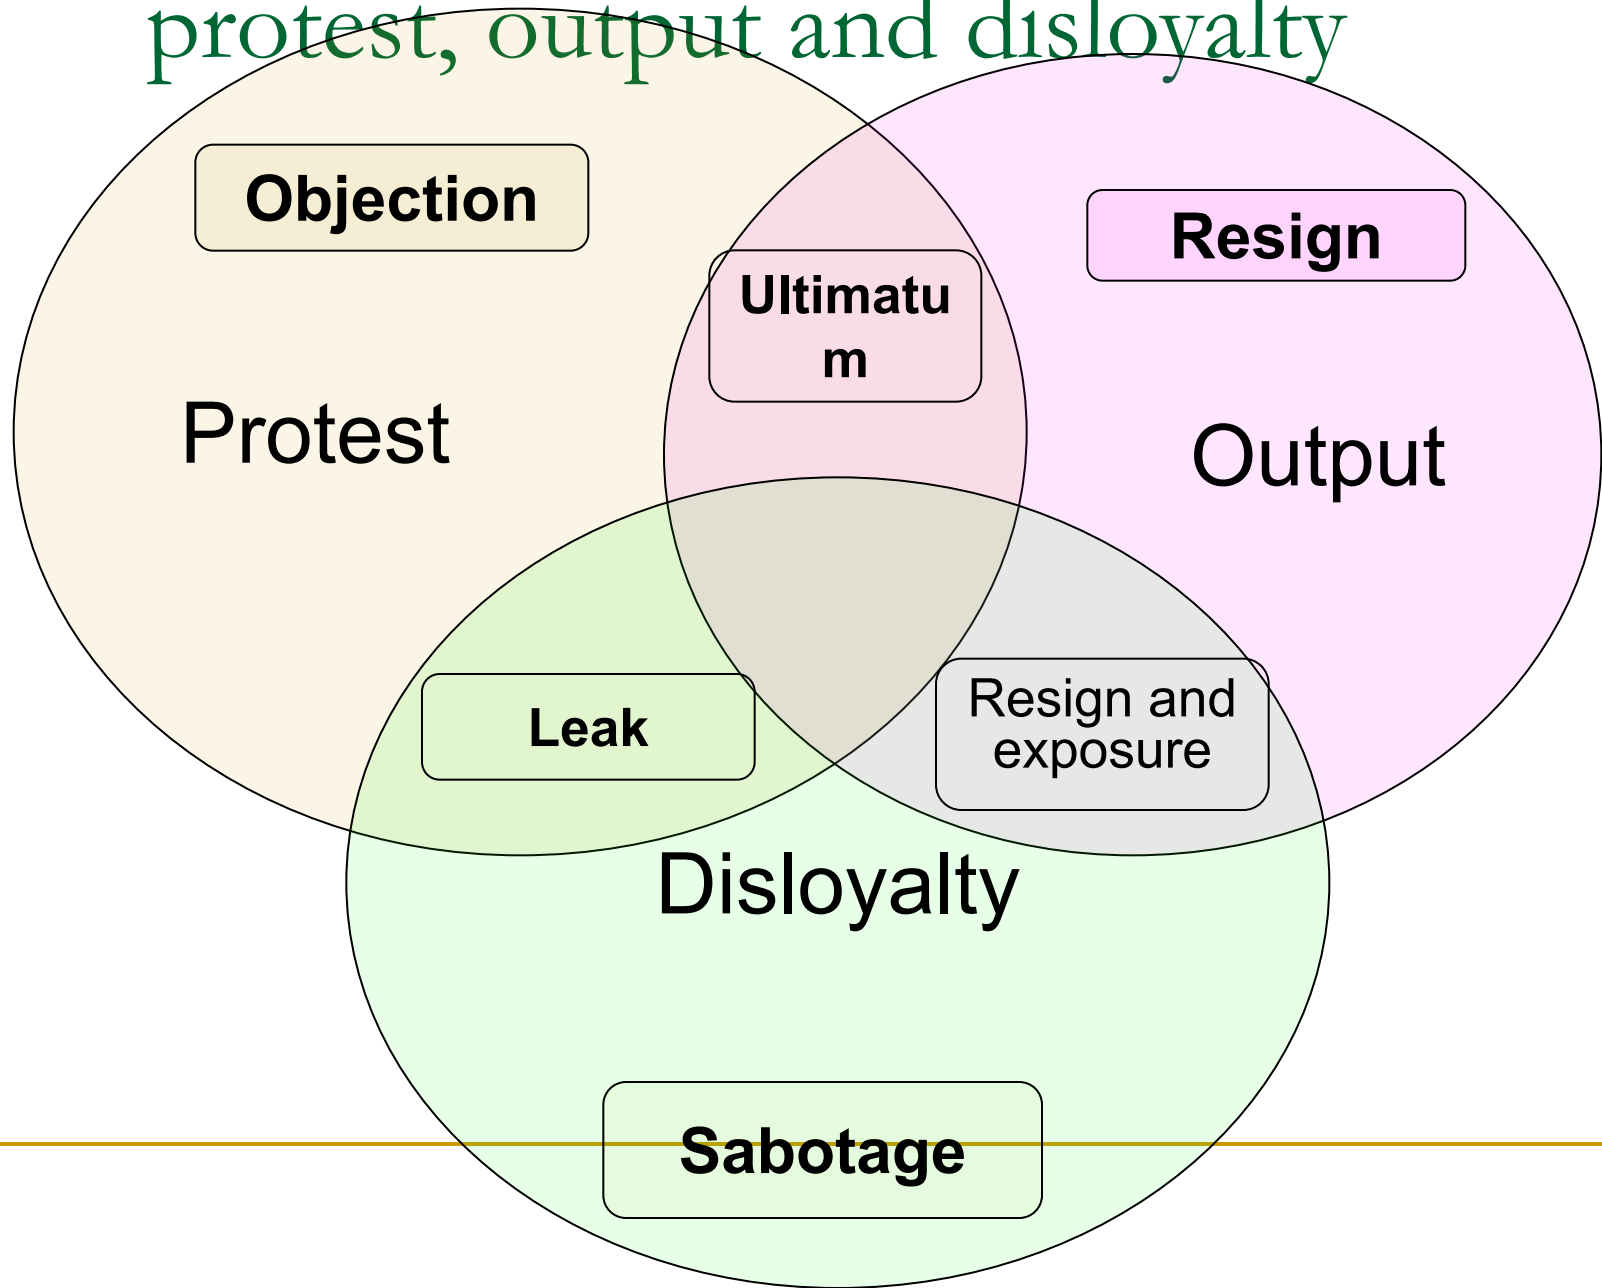 protest, output and disloyalty
Objection
Resign
Ultimatu
m
Protest
Output
Leak
Resign and
exposure
Disloyalty
Sabotage